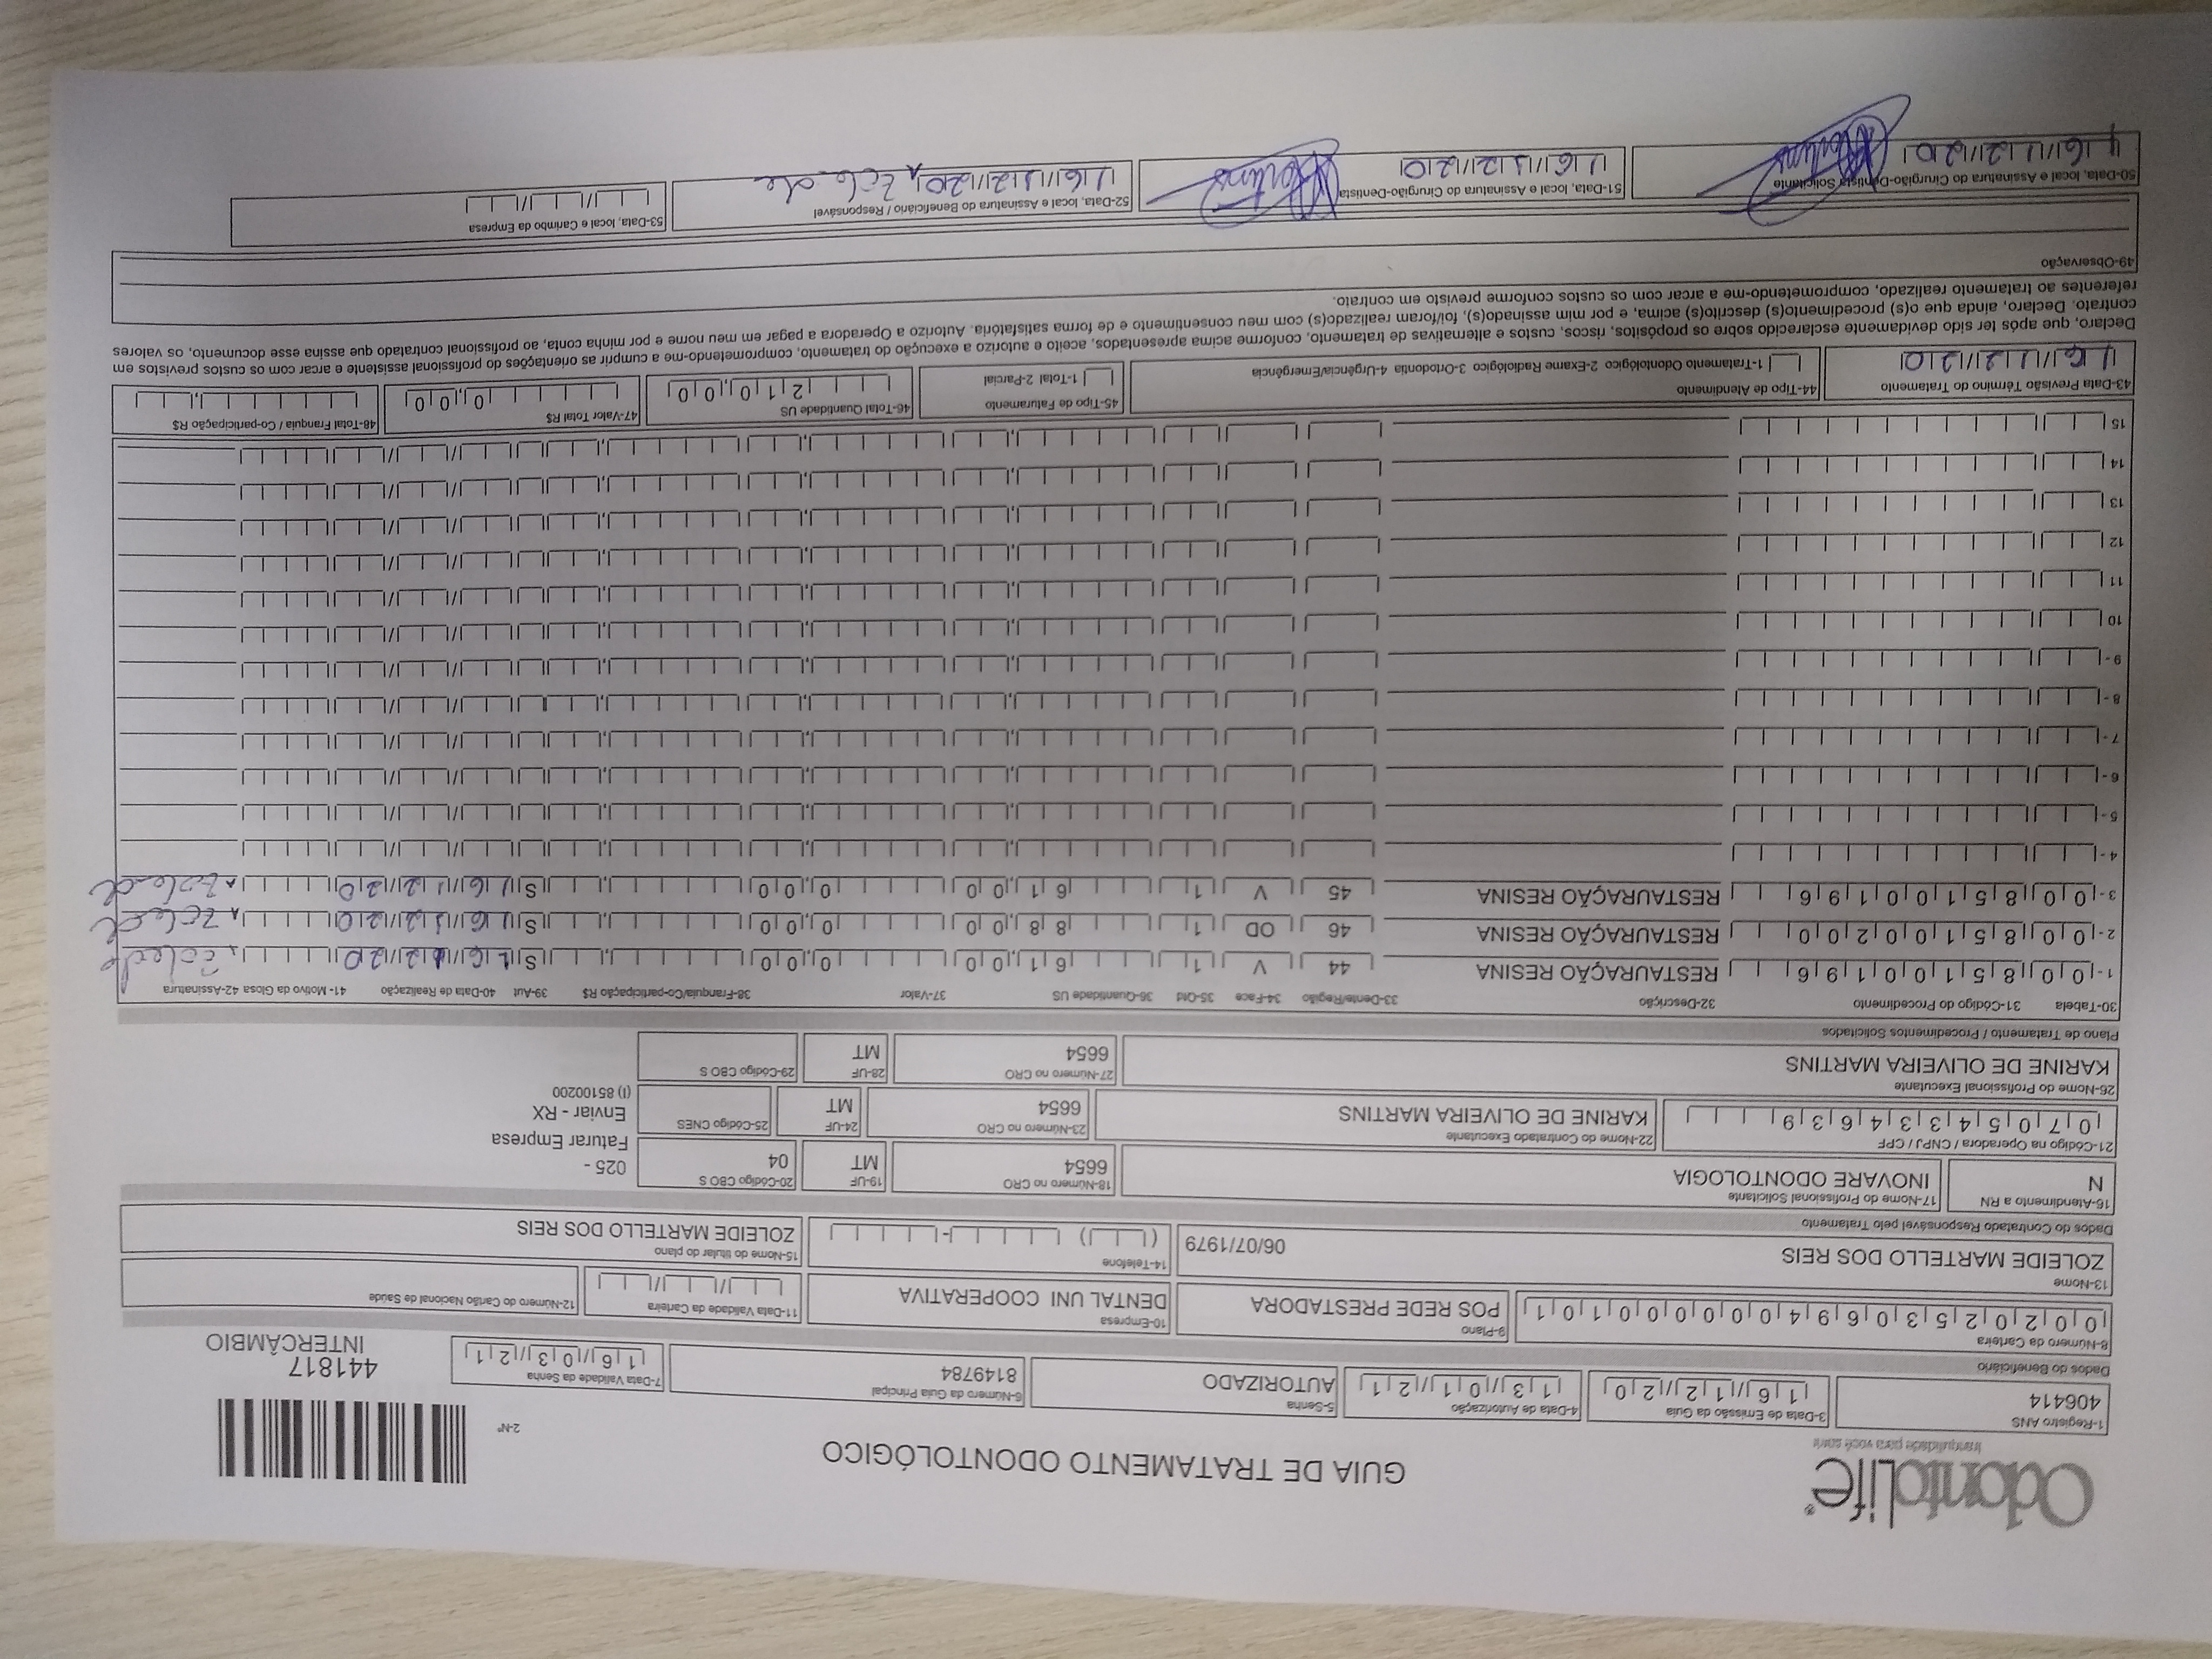 OdontoLife®
tranquilidade para você sorrir
GUIA DE TRATAMENTO ODONTOLÓGICO
2-Nº
441817
INTERCÂMBIO
1-Registro ANS
406414
3-Data de Emissão da Guia
16/12/20
4-Data de Autorização
13/01/21
5-Senha
AUTORIZADO
6-Número da Guia Principal
8149784
7-Data Validade da Senha
16/03/21
Dados do Beneficiário
8-Número da Carteira
00202530694000000101
9-Plano
POS REDE PRESTADORA
10-Empresa
DENTAL UNI COOPERATIVA
11-Data Validade da Carteira
12-Número do Cartão de Nacional de Saúde
13-Nome
ZOLEIDE MARTELLO DOS REIS
06/07/1979
14-Telefone
15-Nome do titular do plano
ZOLEIDE MARTELLO DOS REIS
Dados do Contratado Responsável pelo Tratamento
16-Atendimento a RN
N
17-Nome do Profissional Solicitante
INOVARE ODONTOLOGIA
18-Número no CRO
6654
19-UF
MT
20-Código CBO S
04
025 -
Faturar Empresa
Enviar - RX
(I) 85100200
21-Código na Operadora / CNPJ / CPF
07054334639
22-Nome do Contratado Executante
KARINE DE OLIVEIRA MARTINS
23-Número no CRO
6654
24-UF
MT
25-Código CNES
26-Nome do Profissional Executante
KARINE DE OLIVEIRA MARTINS
27-Número no CRO
6654
28-UF
MT
29-Código CBO S
Plano de Tratamento / Procedimentos Solicitados
30-Tabela 31-Código do Procedimento 32-Descrição 33-Dente/Região 34-Face 35-Qtd 36-Quantidade US 37-Valor 38-Franquia/Co-participação R$ 39-Aut 40-Data de Realização 41- Motivo da Glosa 42-Assinatura
1- 00 85100196 RESTAURAÇÃO RESINA 44 V 1 61,00 0,00 S 16/12/20
2- 00 85100200 RESTAURAÇÃO RESINA 46 OD 1 88,00 0,00 S 16/12/20
3- 00 85100196 RESTAURAÇÃO RESINA 45 V 1 61,00 0,00 S 16/12/20
4-
5-
6-
7-
8-
9-
10
11
12
13
14
15
43-Data Previsão Término do Tratamento
16/12/20
44-Tipo de Atendimento
1-Tratamento Odontológico 2-Exame Radiológico 3-Ortodontia 4-Urgência/Emergência
45-Tipo de Faturamento
1-Total 2-Parcial
46-Total Quantidade US
210,00
47-Valor Total R$
0,00
48-Total Franquia / Co-participação R$
Declaro, que após ter sido devidamente esclarecido sobre os propósitos, riscos, custos e alternativas de tratamento, conforme acima apresentados, aceito e autorizo a execução do tratamento, comprometendo-me a cumprir as orientações do profissional assistente e arcar com os custos previstos em
contrato. Declaro, ainda que o(s) procedimento(s) descrito(s) acima, e por mim assinado(s), foi/foram realizado(s) com meu consentimento e de forma satisfatória. Autorizo a Operadora a pagar em meu nome e por minha conta, ao profissional contratado que assina esse documento, os valores
referentes ao tratamento realizado, comprometendo-me a arcar com os custos conforme previsto em contrato.
49-Observação
50-Data, local e Assinatura do Cirurgião-Dentista Solicitante
16/12/20
51-Data, local e Assinatura do Cirurgião-Dentista
16/12/20
52-Data, local e Assinatura do Beneficiário / Responsável
16/12/20
53-Data, local e Carimbo da Empresa